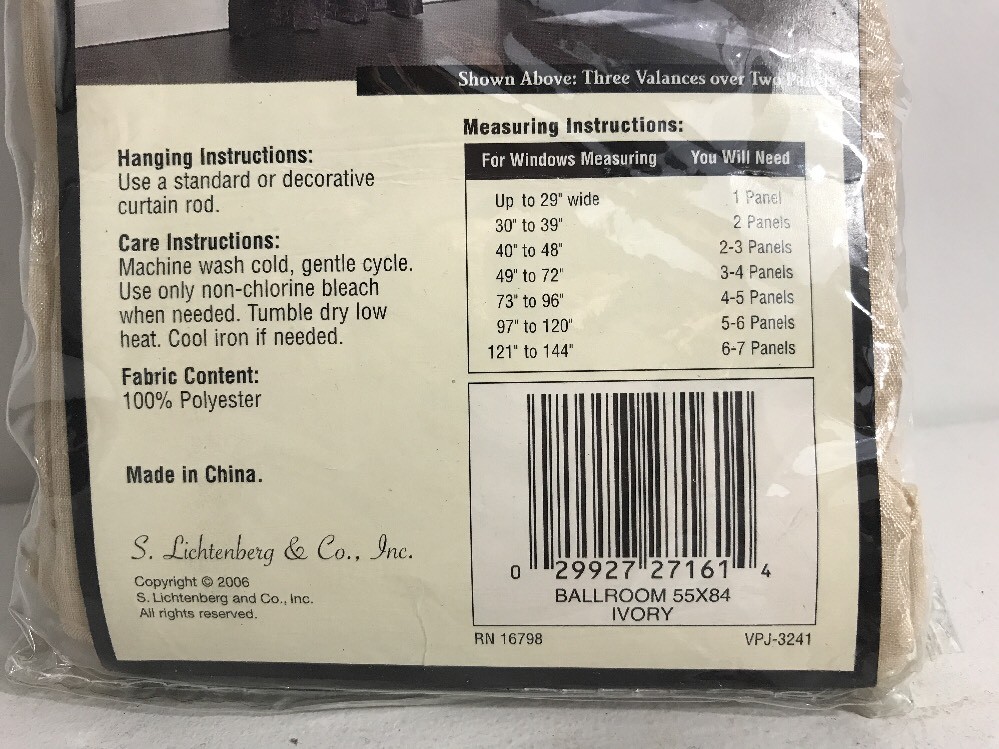 Shown Above: Three Valances over Two Panels
Hanging Instructions:
Use a standard or decorative
curtain rod.
Care Instructions:
Machine wash cold, gentle cycle.
Use only non-chlorine bleach
when needed. Tumble dry low
heat. Cool iron if needed.
Fabric Content:
100% Polyester
Made in China.
S. Lichtenberg & Co., Inc.
Copyright © 2006
S. Lichtenberg and Co., Inc.
All rights reserved.
Measuring Instructions:
For Windows Measuring You Will Need
Up to 29" wide 1 Panel
30" to 39" 2 Panels
40" to 48" 2-3 Panels
49" to 72" 3-4 Panels
73" to 96" 4-5 Panels
97" to 120" 5-6 Panels
121" to 144" 6-7 Panels
0 29927 27161 4
BALLROOM 55X84
IVORY
RN 16798 VPJ-3241